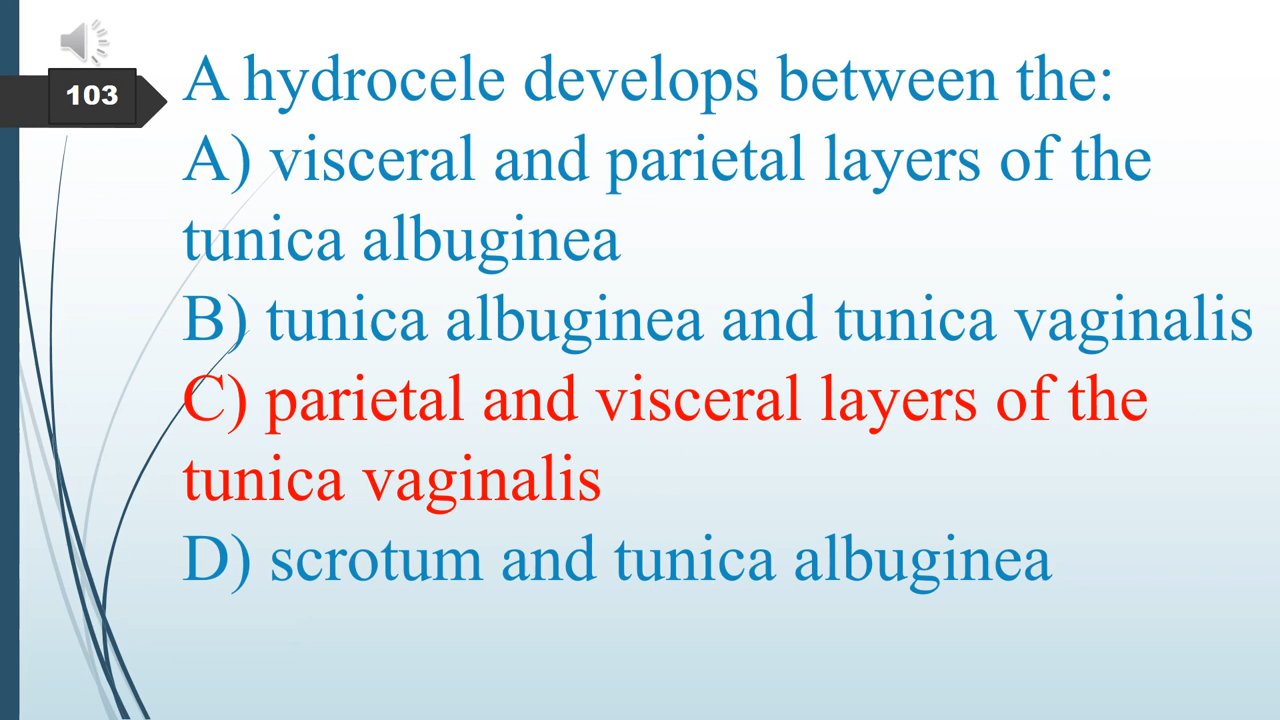 103
A hydrocele develops between the:
A) visceral and parietal layers of the
tunica albuginea
B) tunica albuginea and tunica vaginalis
C) parietal and visceral layers of the
tunica vaginalis
D) scrotum and tunica albuginea